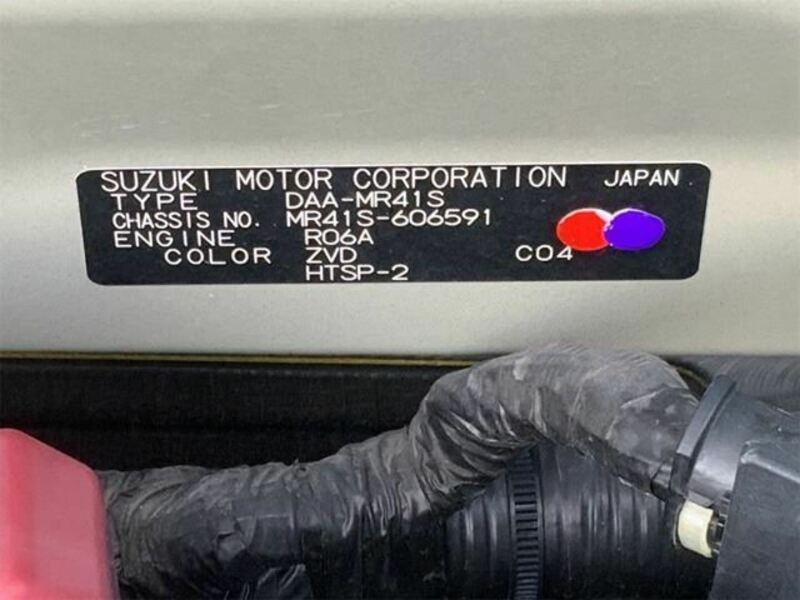 SUZUKI MOTOR CORPORATION JAPAN
TYPE DAA-MR41S
CHASSIS NO. MR41S-606591
ENGINE R06A
COLOR ZVD C04
HTSP-2